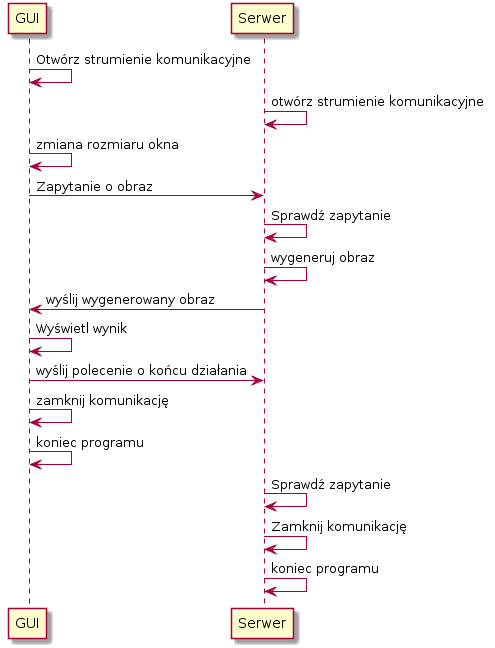 GUI
Serwer
Otwórz strumienie komunikacyjne
otwórz strumienie komunikacyjne
zmiana rozmiaru okna
Zapytanie o obraz
Sprawdź zapytanie
wygeneruj obraz
wyślij wygenerowany obraz
Wyświetl wynik
wyślij polecenie o końcu działania
zamknij komunikację
koniec programu
Sprawdź zapytanie
Zamknij komunikację
koniec programu
GUI
Serwer